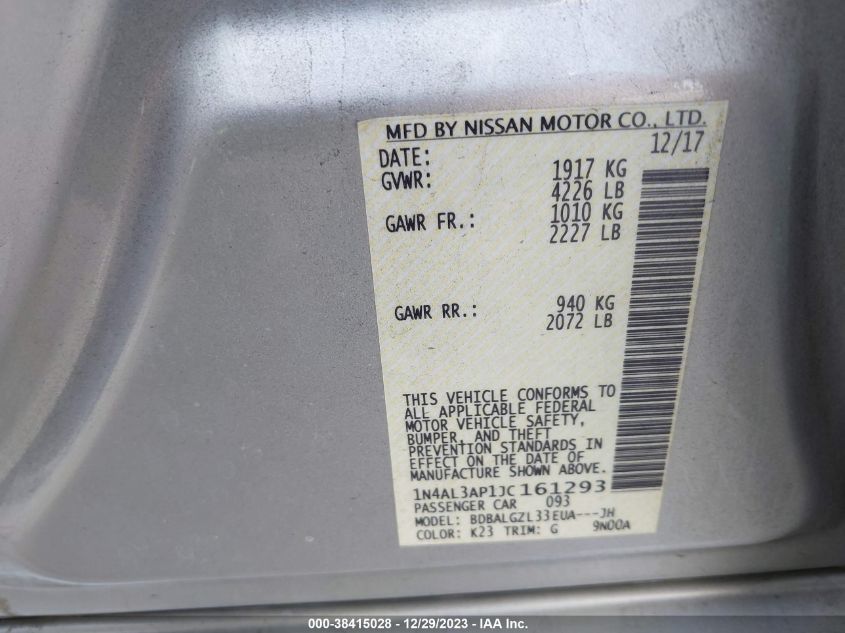 MFD BY NISSAN MOTOR CO., LTD.
DATE: 12/17
GVWR: 1917 KG
4226 LB
GAWR FR.: 1010 KG
2227 LB
GAWR RR.: 940 KG
2072 LB
THIS VEHICLE CONFORMS TO
ALL APPLICABLE FEDERAL
MOTOR VEHICLE SAFETY,
BUMPER, AND THEFT
PREVENTION STANDARDS IN
EFFECT ON THE DATE OF
MANUFACTURE SHOWN ABOVE.
1N4AL3AP1JC161293
PASSENGER CAR 093
MODEL: BDBALGZL33EUA---JH
COLOR: K23 TRIM: G 9N00A
000-38415028 - 12/29/2023 - IAA Inc.